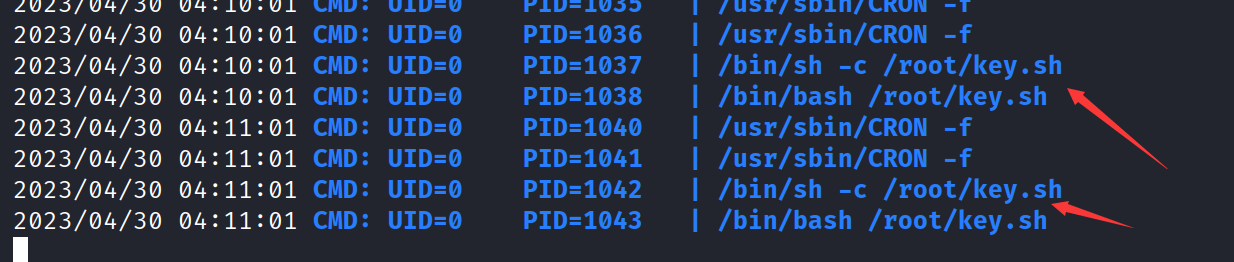 2023/04/30 04:10:01 CMD: UID=0 PID=1035 | /usr/sbin/CRON -f
2023/04/30 04:10:01 CMD: UID=0 PID=1036 | /usr/sbin/CRON -f
2023/04/30 04:10:01 CMD: UID=0 PID=1037 | /bin/sh -c /root/key.sh
2023/04/30 04:10:01 CMD: UID=0 PID=1038 | /bin/bash /root/key.sh
2023/04/30 04:11:01 CMD: UID=0 PID=1040 | /usr/sbin/CRON -f
2023/04/30 04:11:01 CMD: UID=0 PID=1041 | /usr/sbin/CRON -f
2023/04/30 04:11:01 CMD: UID=0 PID=1042 | /bin/sh -c /root/key.sh
2023/04/30 04:11:01 CMD: UID=0 PID=1043 | /bin/bash /root/key.sh